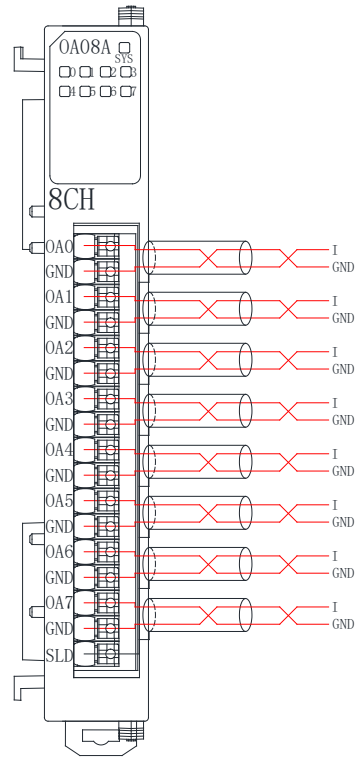 OA08A
SYS
0 1 2 3
4 5 6 7
8CH
OA0 I
GND GND
OA1 I
GND GND
OA2 I
GND GND
OA3 I
GND GND
OA4 I
GND GND
OA5 I
GND GND
OA6 I
GND GND
OA7 I
GND GND
SLD